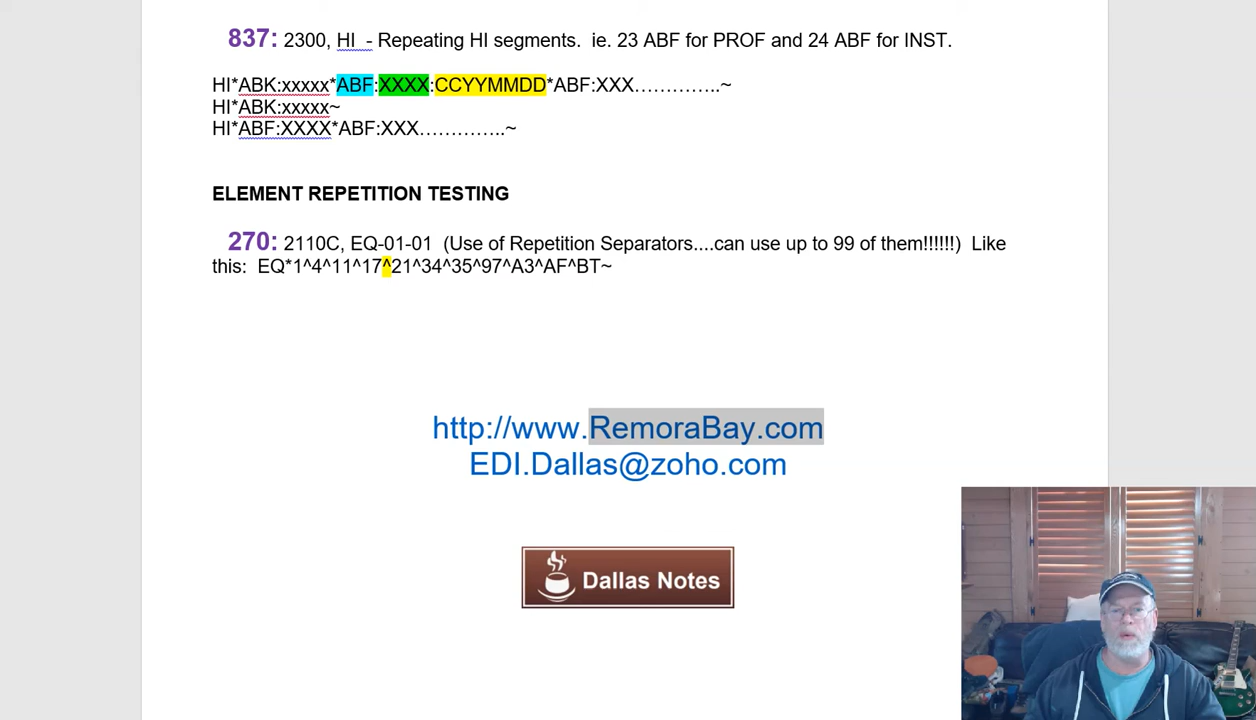 837: 2300, HI - Repeating HI segments. ie. 23 ABF for PROF and 24 ABF for INST.
HI*ABK:xxxxx*ABF:XXXX:CCYYMMDD*ABF:XXX…………..~
HI*ABK:xxxxx~
HI*ABF:XXXX*ABF:XXX…………..~
ELEMENT REPETITION TESTING
270: 2110C, EQ-01-01 (Use of Repetition Separators....can use up to 99 of them!!!!!!) Like
this: EQ*1^4^11^17^21^34^35^97^A3^AF^BT~
http://www.RemoraBay.com
EDI.Dallas@zoho.com
Dallas Notes